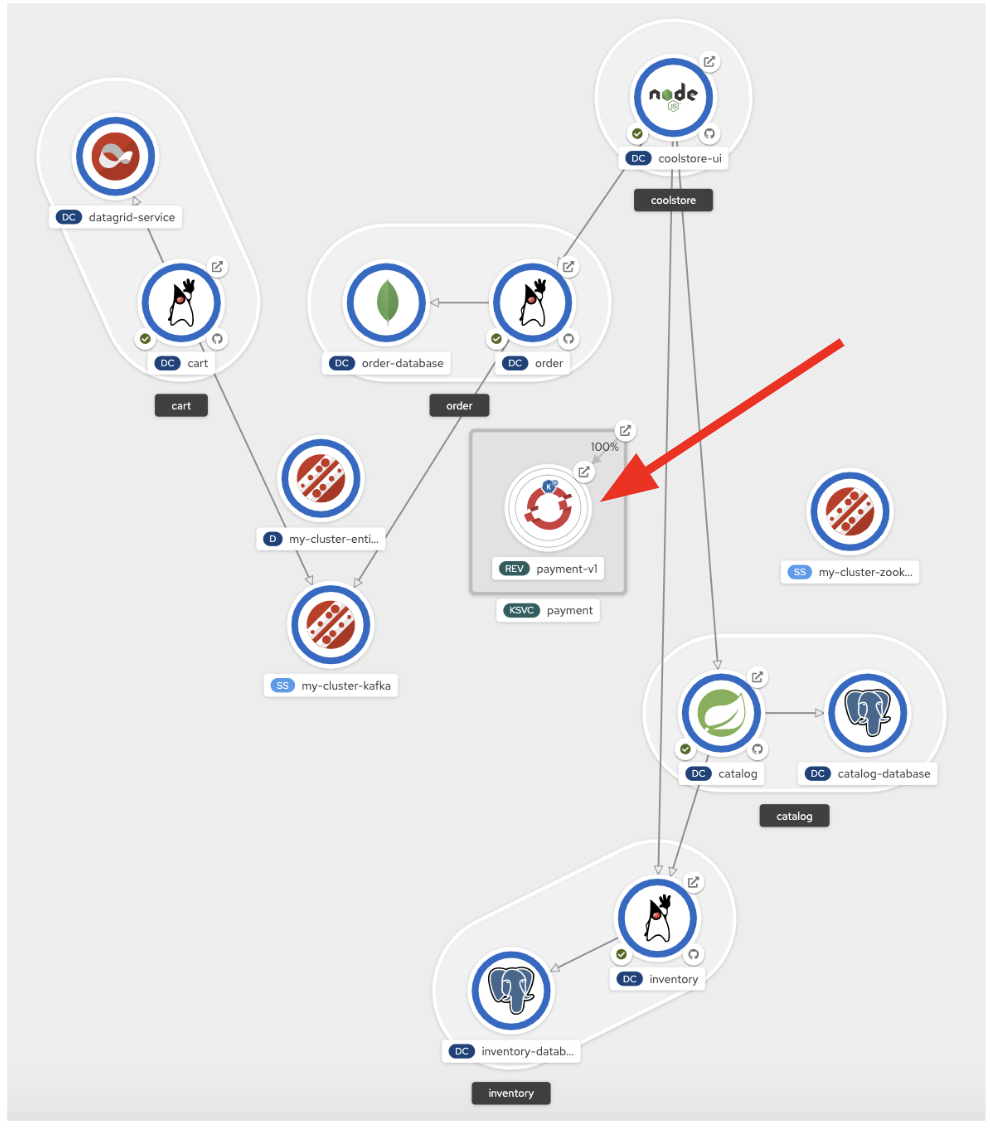 node
JS
DC coolstore-ui
coolstore
DC datagrid-service
DC cart
cart
DC order-database
DC order
order
D my-cluster-enti...
SS my-cluster-kafka
100%
K
REV payment-v1
KSVC payment
SS my-cluster-zook...
DC catalog
DC catalog-database
catalog
DC inventory
DC inventory-datab...
inventory